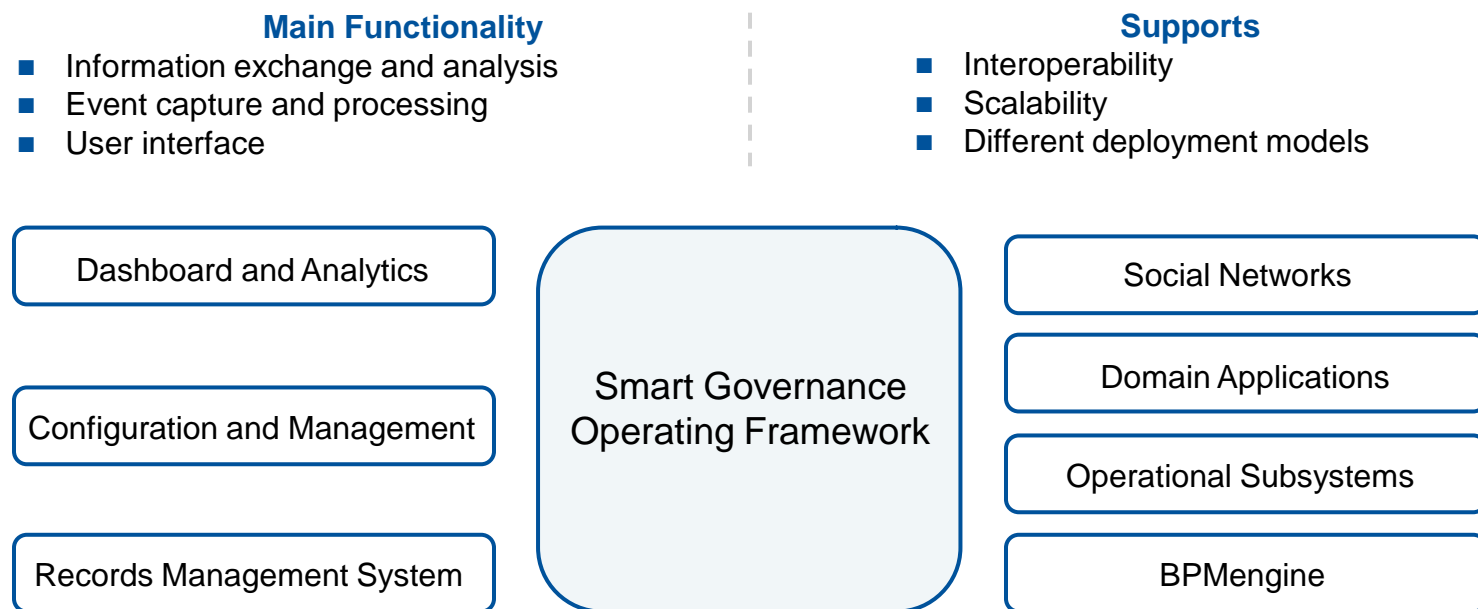 Main Functionality
Information exchange and analysis
Event capture and processing
User interface
Supports
Interoperability
Scalability
Different deployment models
Dashboard and Analytics
Configuration and Management
Records Management System
Smart Governance
Operating Framework
Social Networks
Domain Applications
Operational Subsystems
BPMengine